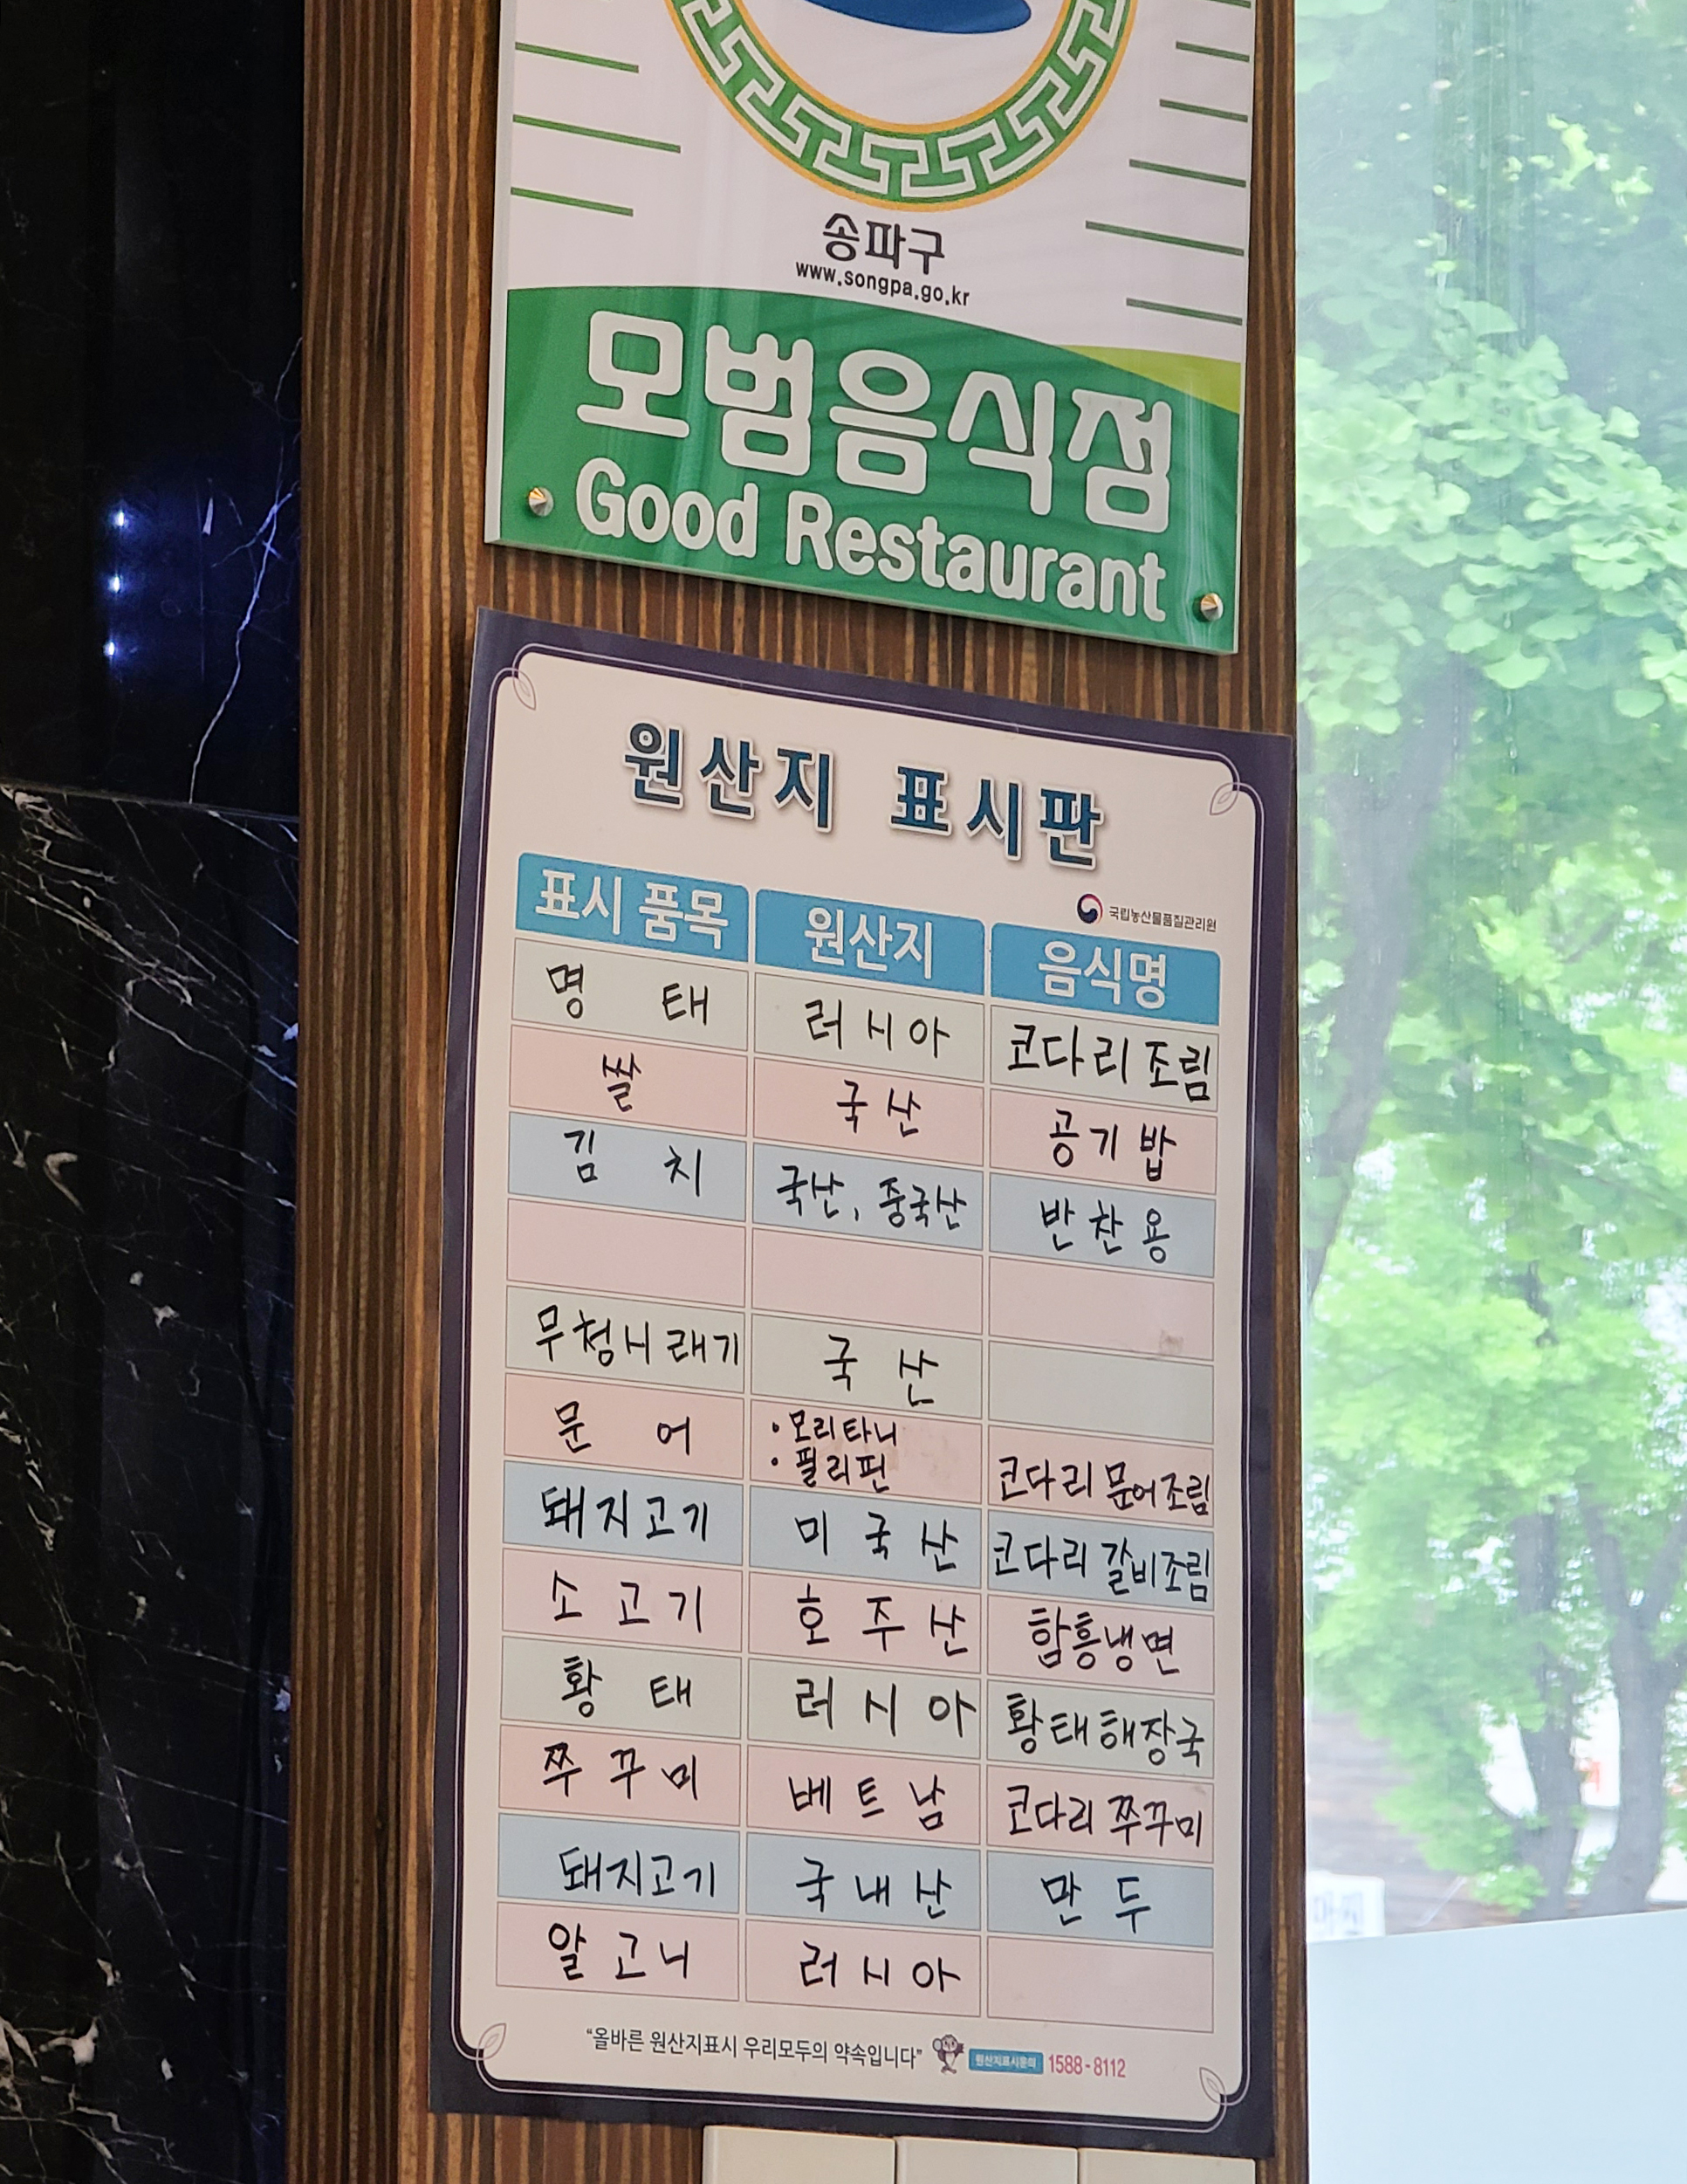 송파구
www.songpa.go.kr
모범음식점
Good Restaurant
원산지 표시판
국립농산물품질관리원
표시 품목 원산지 음식명
명 태 러시아 코다리조림
쌀 국산 공기밥
김 치 국산, 중국산 반찬용
무청시래기 국 산
문 어 • 모리타니 • 필리핀 코다리 문어조림
돼지고기 미 국 산 코다리 갈비조림
소 고 기 호 주 산 함흥냉면
황 태 러 시 아 황태해장국
쭈 꾸 미 베 트 남 코다리 쭈꾸미
돼지고기 국 내 산 만 두
알 고 니 러 시 아
"올바른 원산지표시 우리모두의 약속입니다" 원산지표시문의 1588-8112